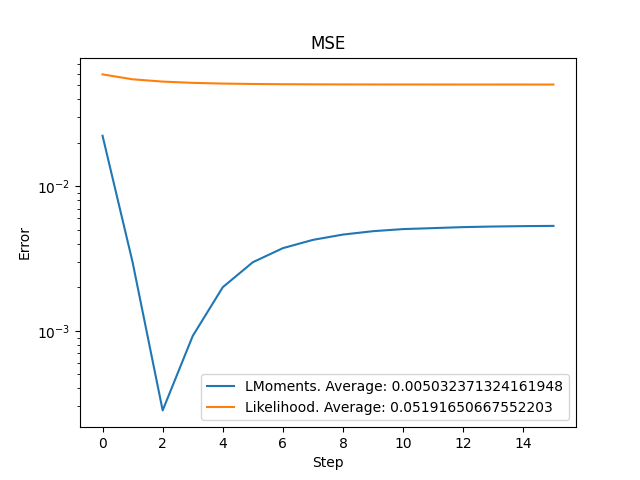 MSE
Error
10⁻²
10⁻³
LMoments. Average: 0.005032371324161948
Likelihood. Average: 0.05191650667552203
0 2 4 6 8 10 12 14
Step